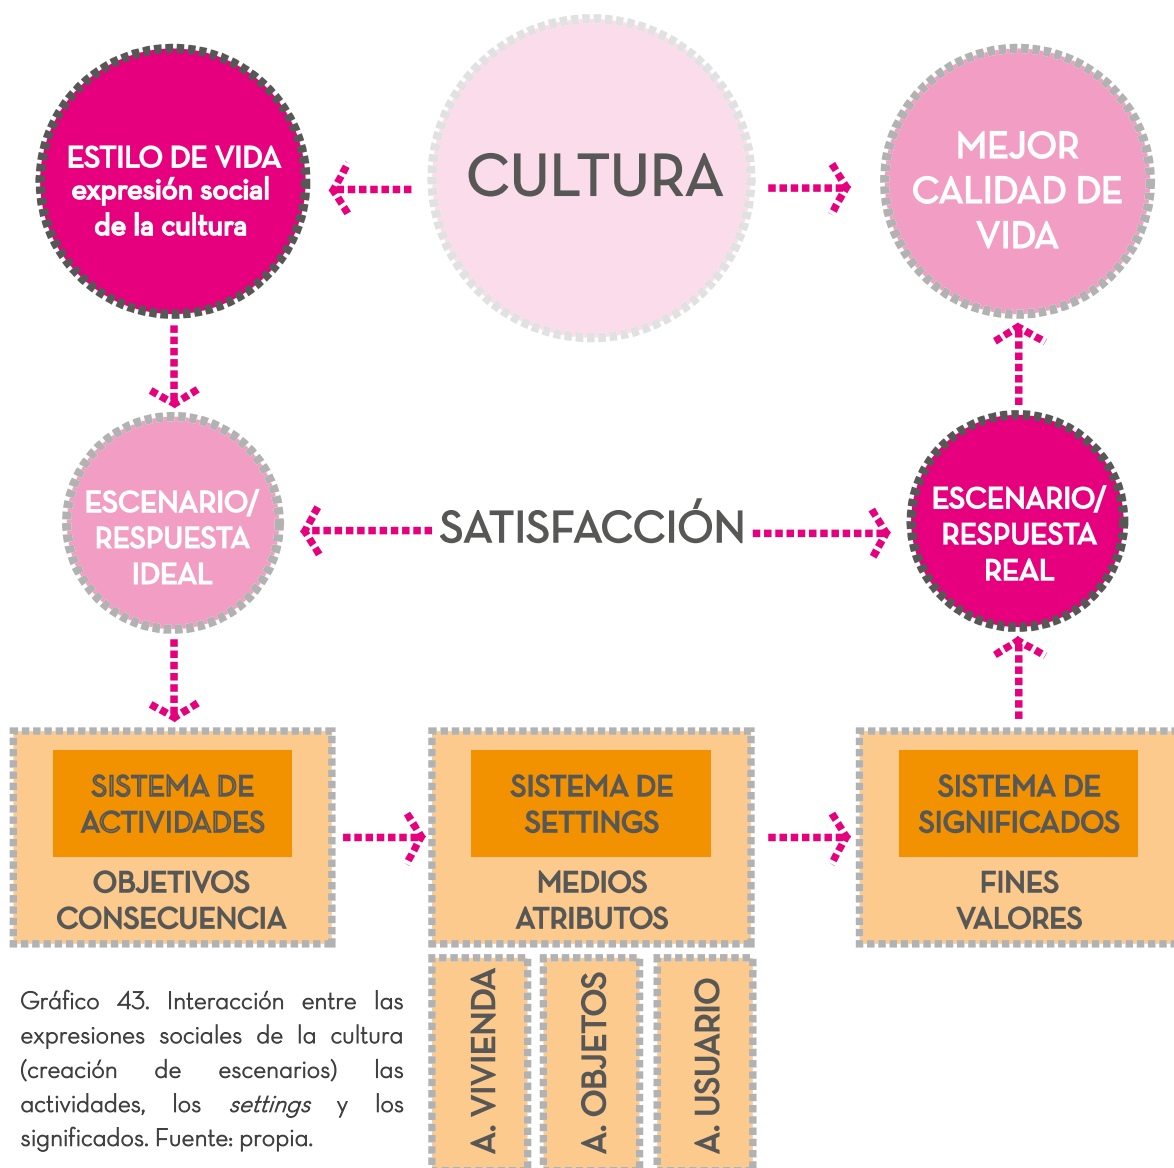 ESTILO DE VIDA
expresión social
de la cultura
CULTURA
MEJOR
CALIDAD DE
VIDA
ESCENARIO/
RESPUESTA
IDEAL
SATISFACCIÓN
ESCENARIO/
RESPUESTA
REAL
SISTEMA DE
ACTIVIDADES
OBJETIVOS
CONSECUENCIA
SISTEMA DE
SETTINGS
MEDIOS
ATRIBUTOS
SISTEMA DE
SIGNIFICADOS
FINES
VALORES
A. VIVIENDA
A. OBJETOS
A. USUARIO
Gráfico 43. Interacción entre las
expresiones sociales de la cultura
(creación de escenarios) las
actividades, los settings y los
significados. Fuente: propia.